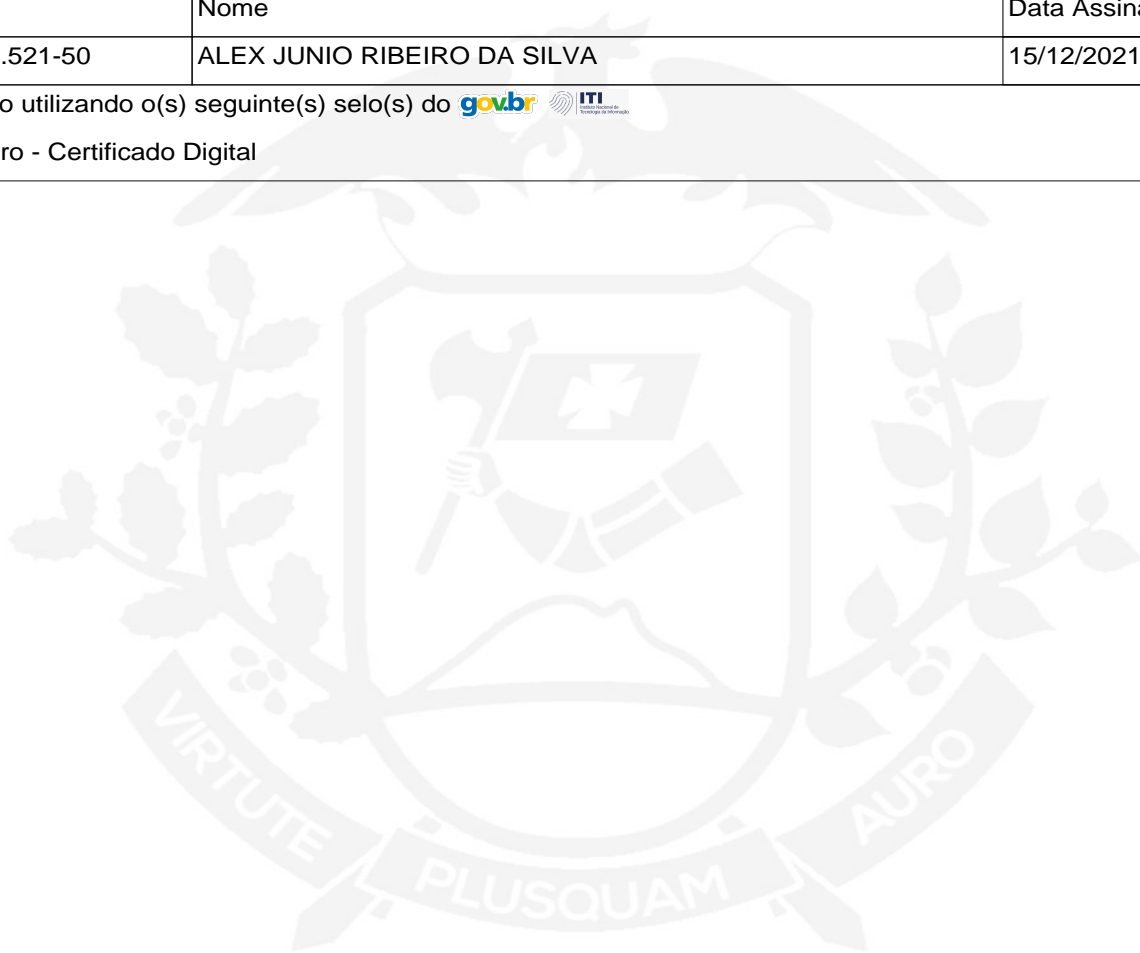 Nome Data Assina
.521-50 ALEX JUNIO RIBEIRO DA SILVA 15/12/2021
o utilizando o(s) seguinte(s) selo(s) do gov.br ITI
ro - Certificado Digital
VIRTUTE PLUSQUAM AURO